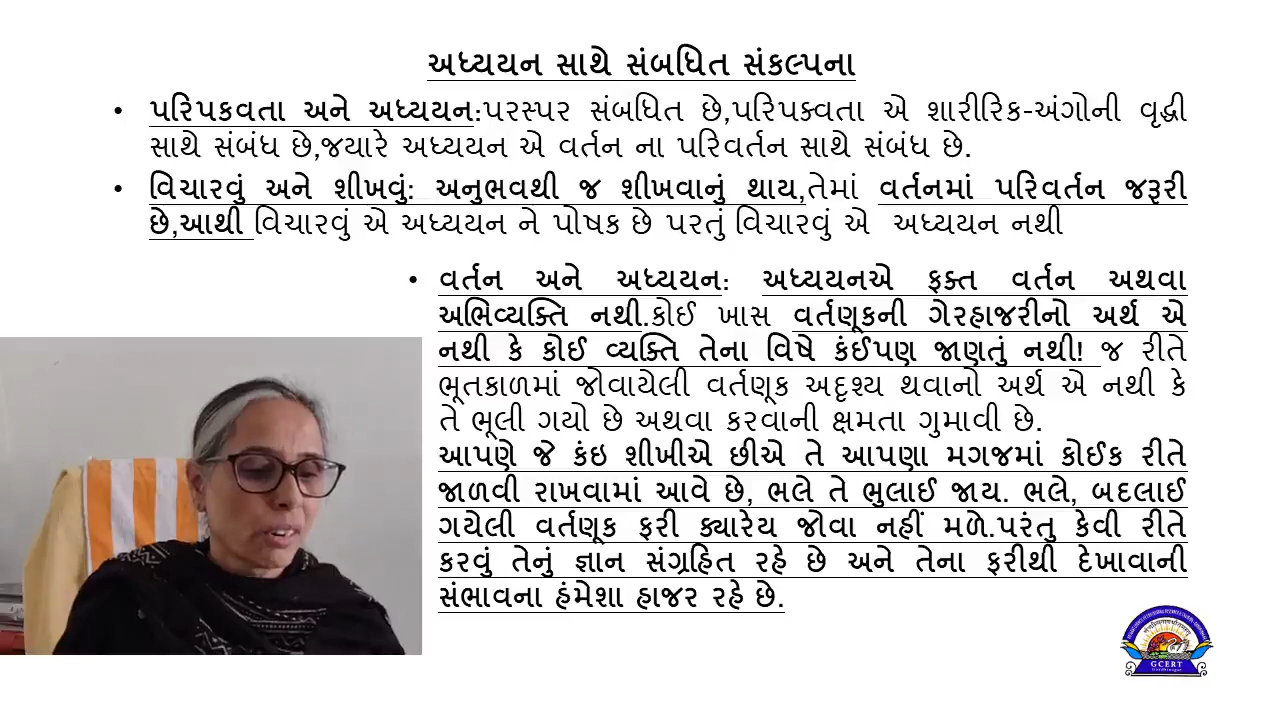 અધ્યયન સાથે સંબધિત સંકલ્પના
• પરિપકવતા અને અધ્યયન:પરસ્પર સંબધિત છે,પરિપક્વતા એ શારીરિક-અંગોની વૃદ્ધી
સાથે સંબંધ છે,જયારે અધ્યયન એ વર્તન ના પરિવર્તન સાથે સંબંધ છે.
• વિચારવું અને શીખવું: અનુભવથી જ શીખવાનું થાય,તેમાં વર્તનમાં પરિવર્તન જરૂરી
છે,આથી વિચારવું એ અધ્યયન ને પોષક છે પરતું વિચારવું એ અધ્યયન નથી
• વર્તન અને અધ્યયન: અધ્યયનએ ફક્ત વર્તન અથવા
અભિવ્યક્તિ નથી.કોઈ ખાસ વર્તણૂકની ગેરહાજરીનો અર્થ એ
નથી કે કોઈ વ્યક્તિ તેના વિષે કંઈપણ જાણતું નથી! જ રીતે
ભૂતકાળમાં જોવાયેલી વર્તણૂક અદૃશ્ય થવાનો અર્થ એ નથી કે
તે ભૂલી ગયો છે અથવા કરવાની ક્ષમતા ગુમાવી છે.
આપણે જે કંઇ શીખીએ છીએ તે આપણા મગજમાં કોઈક રીતે
જાળવી રાખવામાં આવે છે, ભલે તે ભુલાઈ જાય. ભલે, બદલાઈ
ગયેલી વર્તણૂક ફરી ક્યારેય જોવા નહીં મળે.પરંતુ કેવી રીતે
કરવું તેનું જ્ઞાન સંગ્રહિત રહે છે અને તેના ફરીથી દેખાવાની
સંભાવના હંમેશા હાજર રહે છે.
GCERT
Gandhinagar